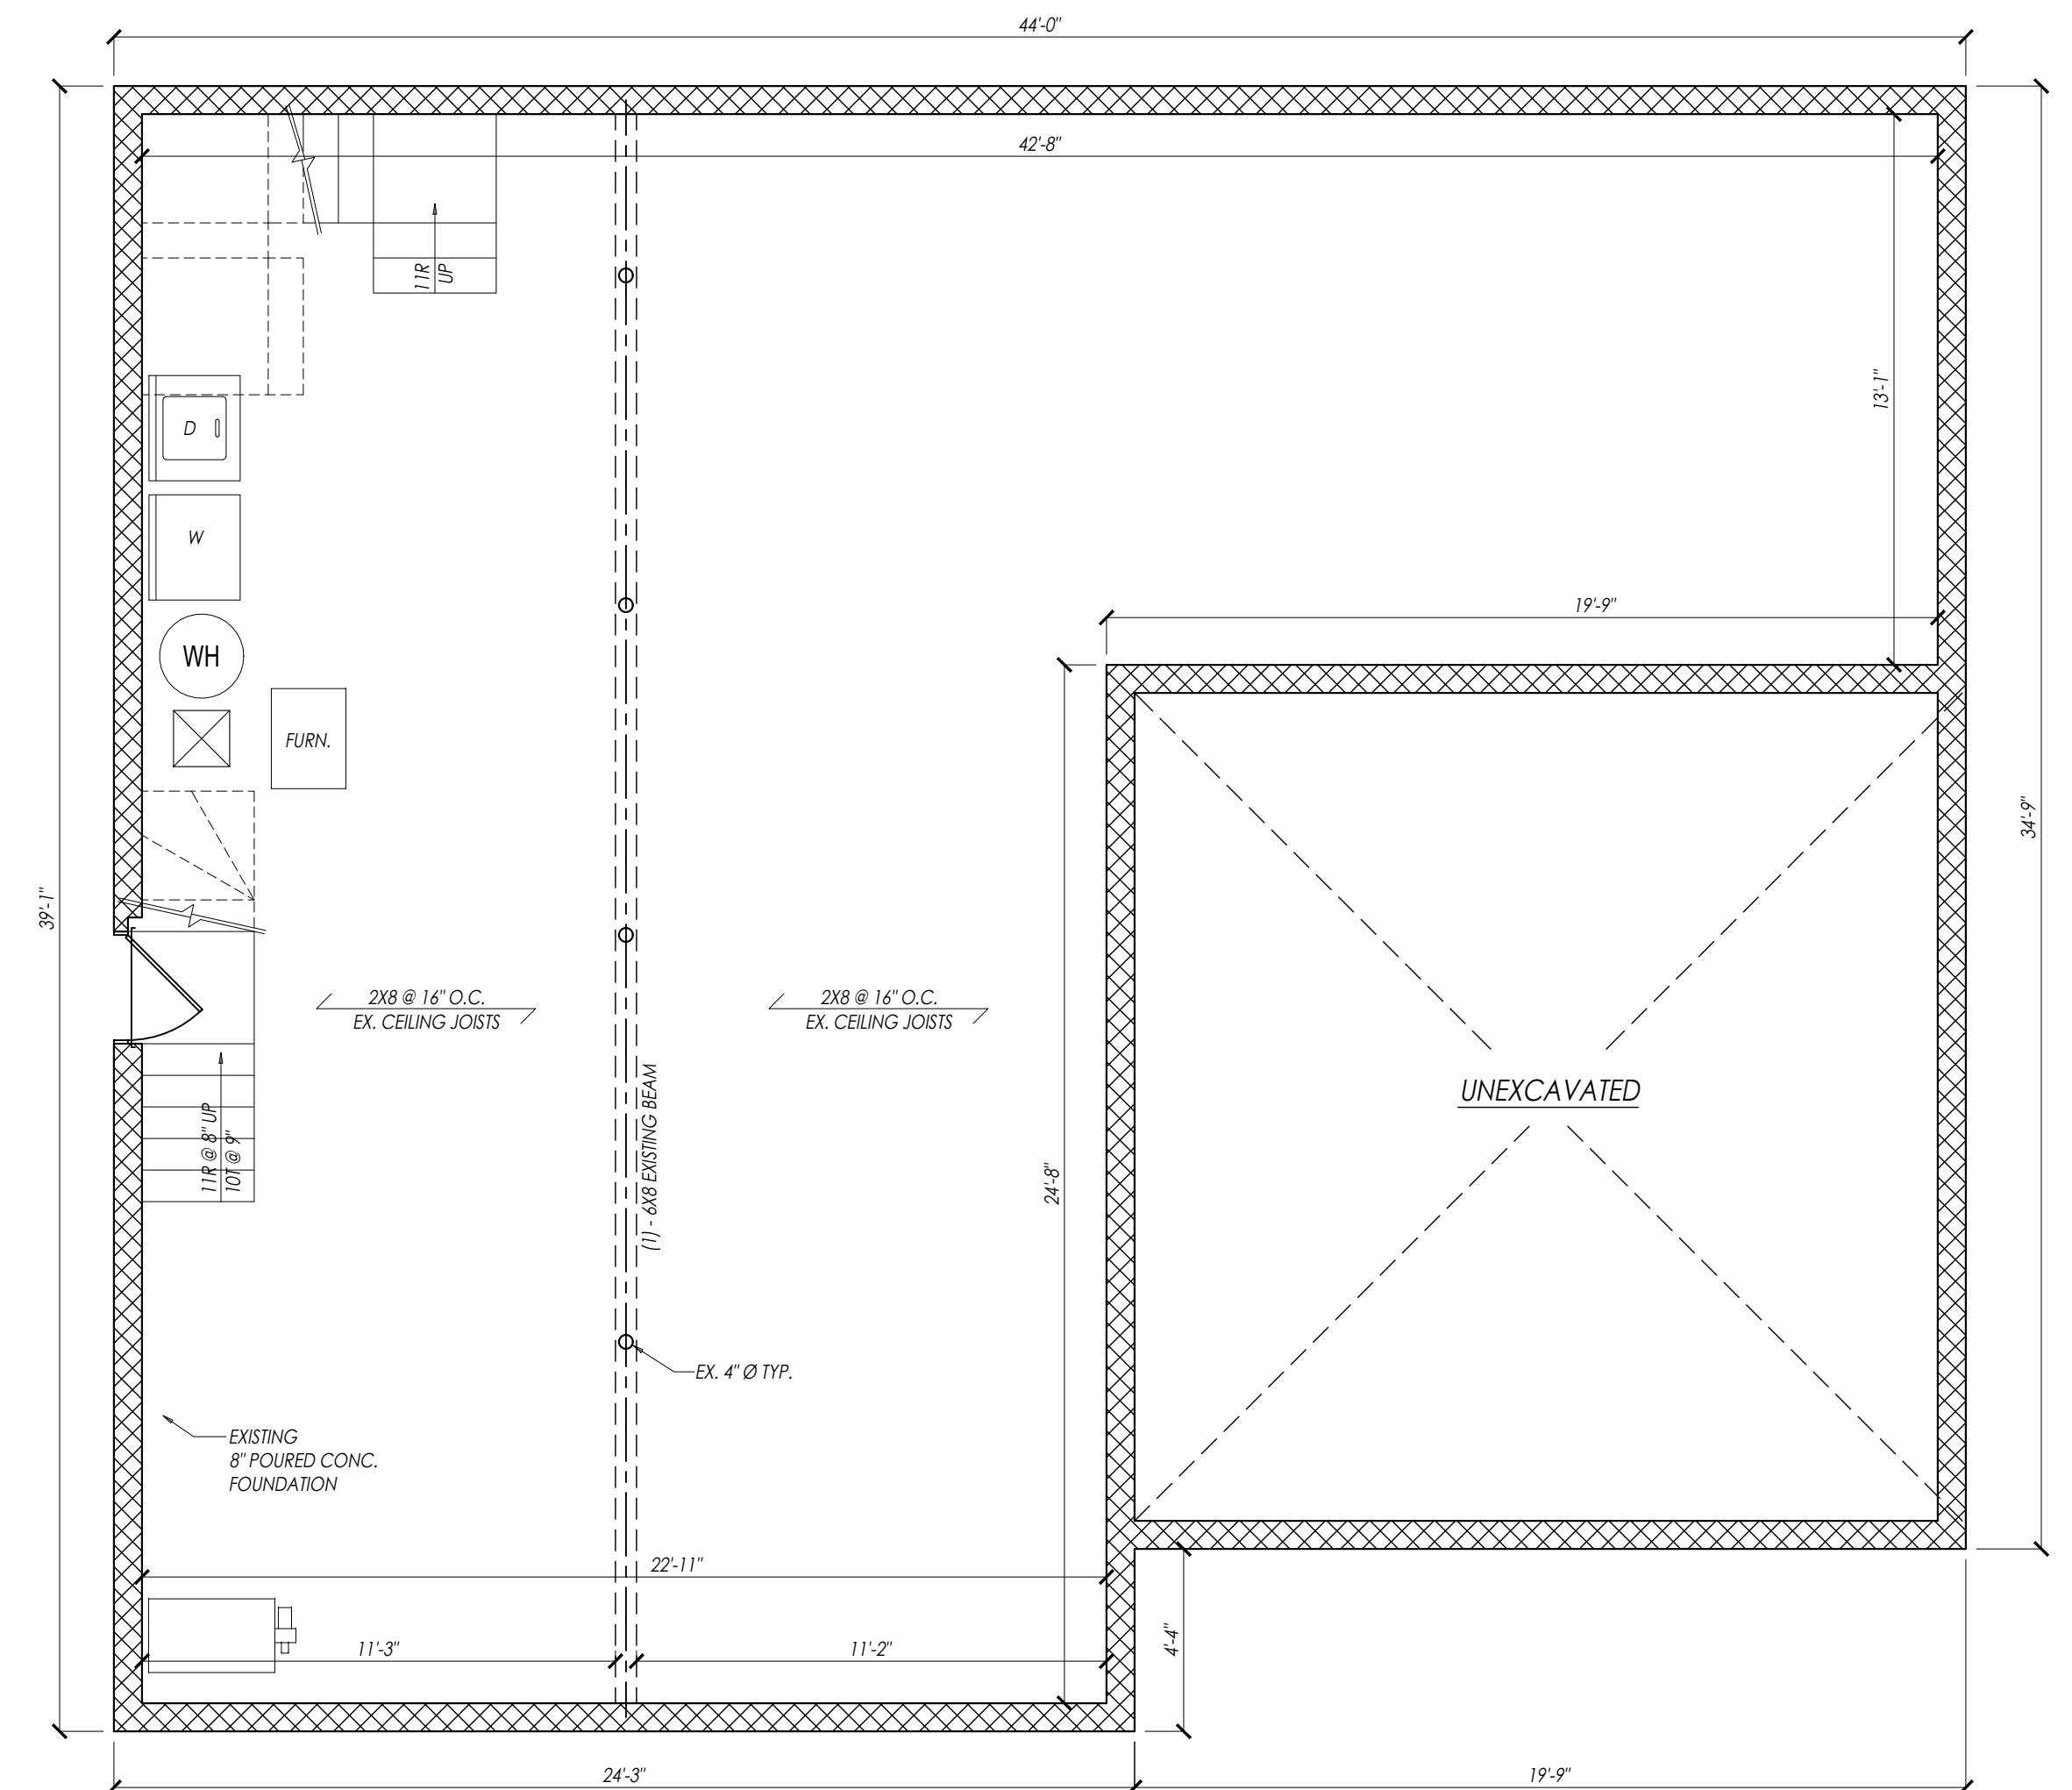 44'-0"
42'-8"
11R
UP
13'-1"
D
W
19'-9"
WH
FURN.
34'-9"
39'-1"
2X8 @ 16" O.C.
EX. CEILING JOISTS
2X8 @ 16" O.C.
EX. CEILING JOISTS
(1) - 6X8 EXISTING BEAM
UNEXCAVATED
11R @ 8" UP
10T @ 9"
24'-8"
EX. 4" Ø TYP.
EXISTING
8" POURED CONC.
FOUNDATION
22'-11"
11'-3"
11'-2"
4'-4"
24'-3"
19'-9"